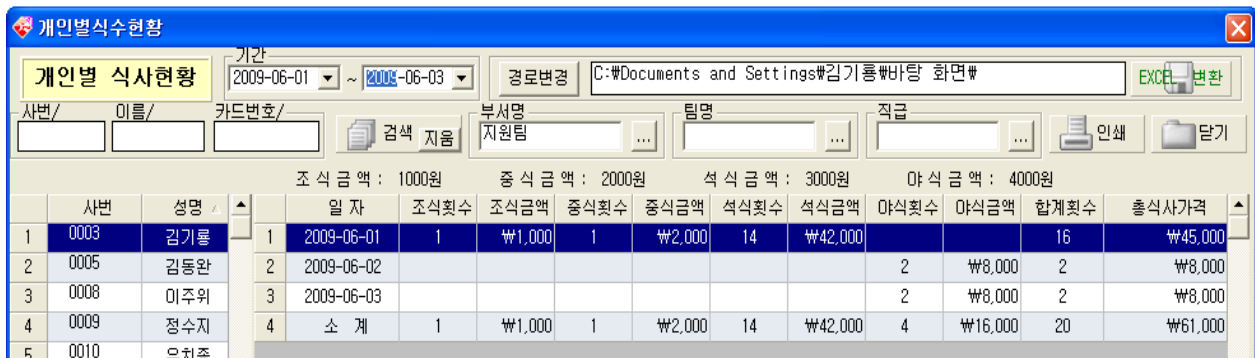 개인별식수현황
개인별 식사현황
기간
2009-06-01 ~ 2009-06-03
경로변경
C:₩Documents and Settings₩김기룡₩바탕 화면₩
EXCEL 변환
사번/ 이름/ 카드번호/
검색 지움
부서명
지원팀 ...
팀명
...
직급
...
인쇄
닫기
조 식 금 액 : 1000원 중 식 금 액 : 2000원 석 식 금 액 : 3000원 야 식 금 액 : 4000원
사번 성명 일 자 조식횟수 조식금액 중식횟수 중식금액 석식횟수 석식금액 야식횟수 야식금액 합계횟수 총식사가격
1 0003 김기룡 1 2009-06-01 1 ₩1,000 1 ₩2,000 14 ₩42,000 16 ₩45,000
2 0005 김동완 2 2009-06-02 2 ₩8,000 2 ₩8,000
3 0008 이주위 3 2009-06-03 2 ₩8,000 2 ₩8,000
4 0009 정수지 4 소 계 1 ₩1,000 1 ₩2,000 14 ₩42,000 4 ₩16,000 20 ₩61,000
5 0010